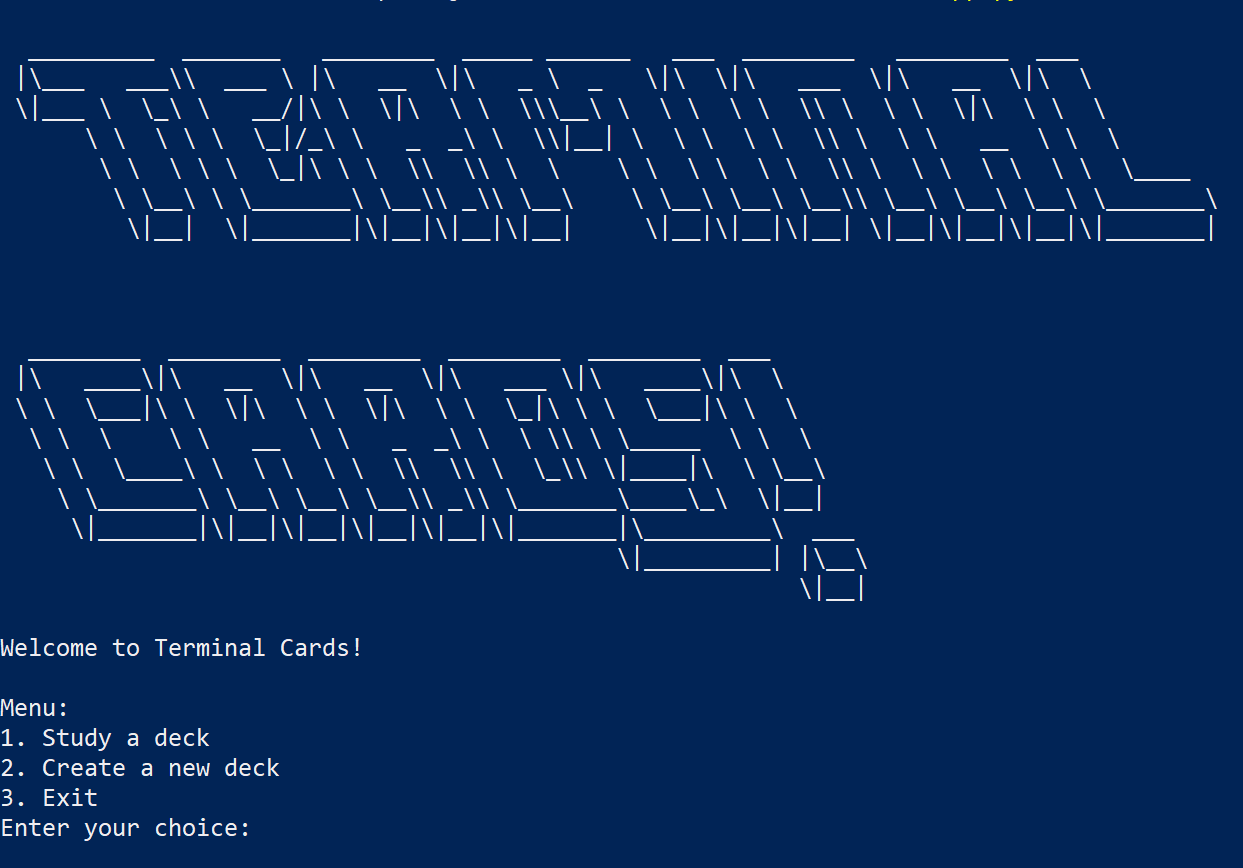 TERMINAL
CARDS!
Welcome to Terminal Cards!
Menu:
1. Study a deck
2. Create a new deck
3. Exit
Enter your choice: